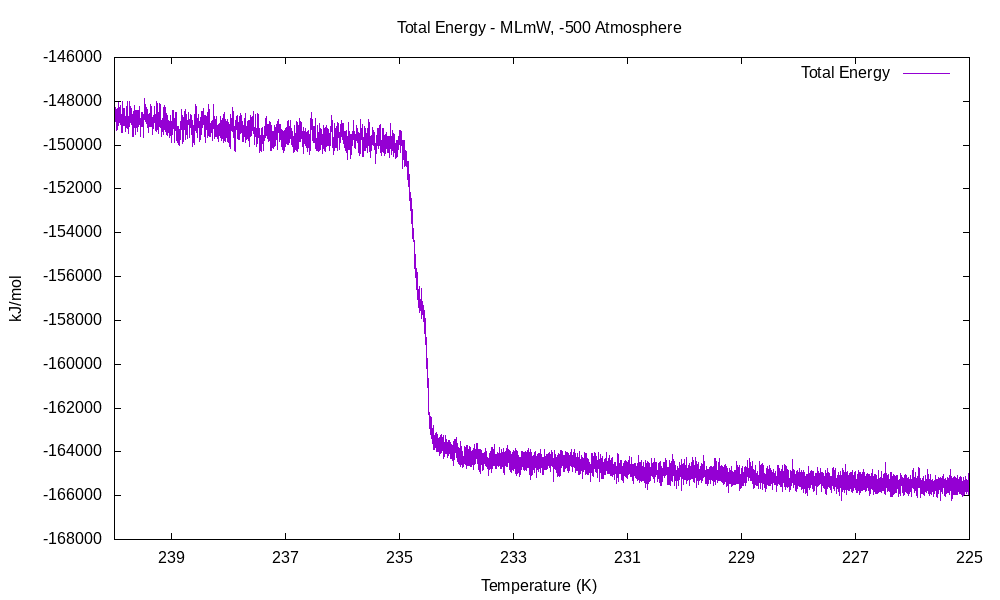 Total Energy - MLmW, -500 Atmosphere
Total Energy
-146000
-148000
-150000
-152000
-154000
-156000
-158000
-160000
-162000
-164000
-166000
-168000
kJ/mol
239 237 235 233 231 229 227 225
Temperature (K)